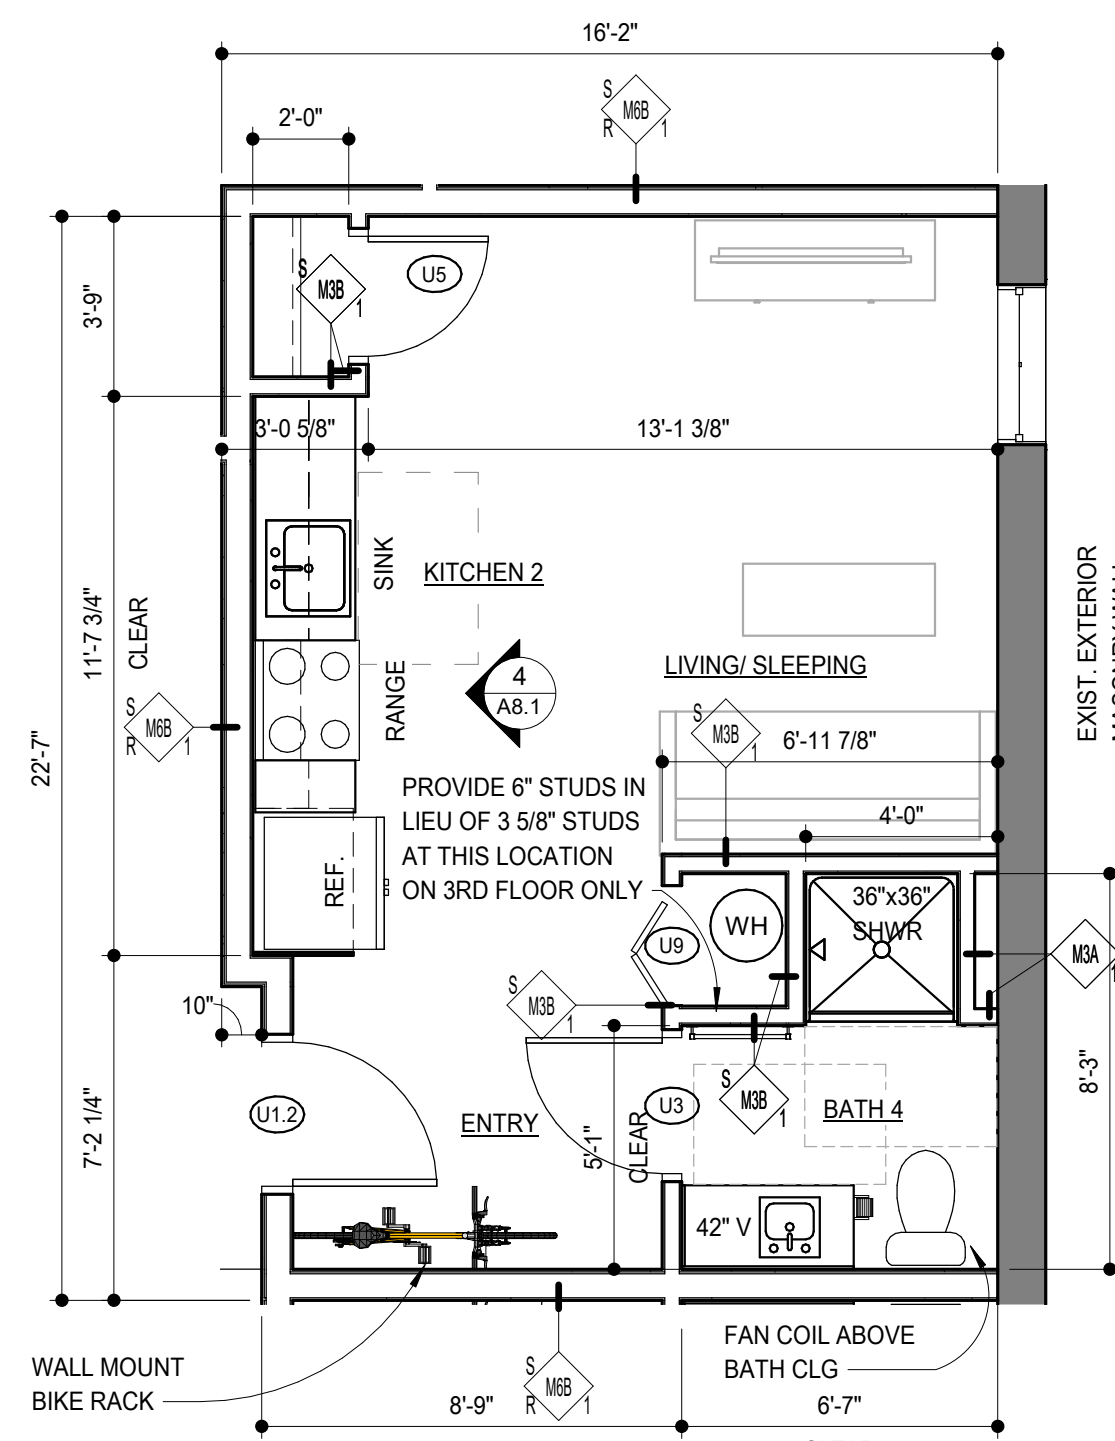 16'-2"
S
M6B
R
1
2'-0"
U5
S
M3B
1
3'-9"
3'-0 5/8"
13'-1 3/8"
SINK
KITCHEN 2
EXIST. EXTERIOR
11'-7 3/4"
CLEAR
LIVING/ SLEEPING
RANGE
4
A8.1
S
M6B
R
1
S
M3B
1
6'-11 7/8"
22'-7"
PROVIDE 6" STUDS IN
LIEU OF 3 5/8" STUDS
AT THIS LOCATION
ON 3RD FLOOR ONLY
4'-0"
REF.
WH
36"x36"
SHWR
U9
M3A
1
S
M3B
1
10"
8'-3"
U1.2
ENTRY
5'-1"
CLEAR
U3
S
M3B
1
BATH 4
7'-2 1/4"
42" V
WALL MOUNT
BIKE RACK
S
M6B
R
1
FAN COIL ABOVE
BATH CLG
8'-9"
6'-7"